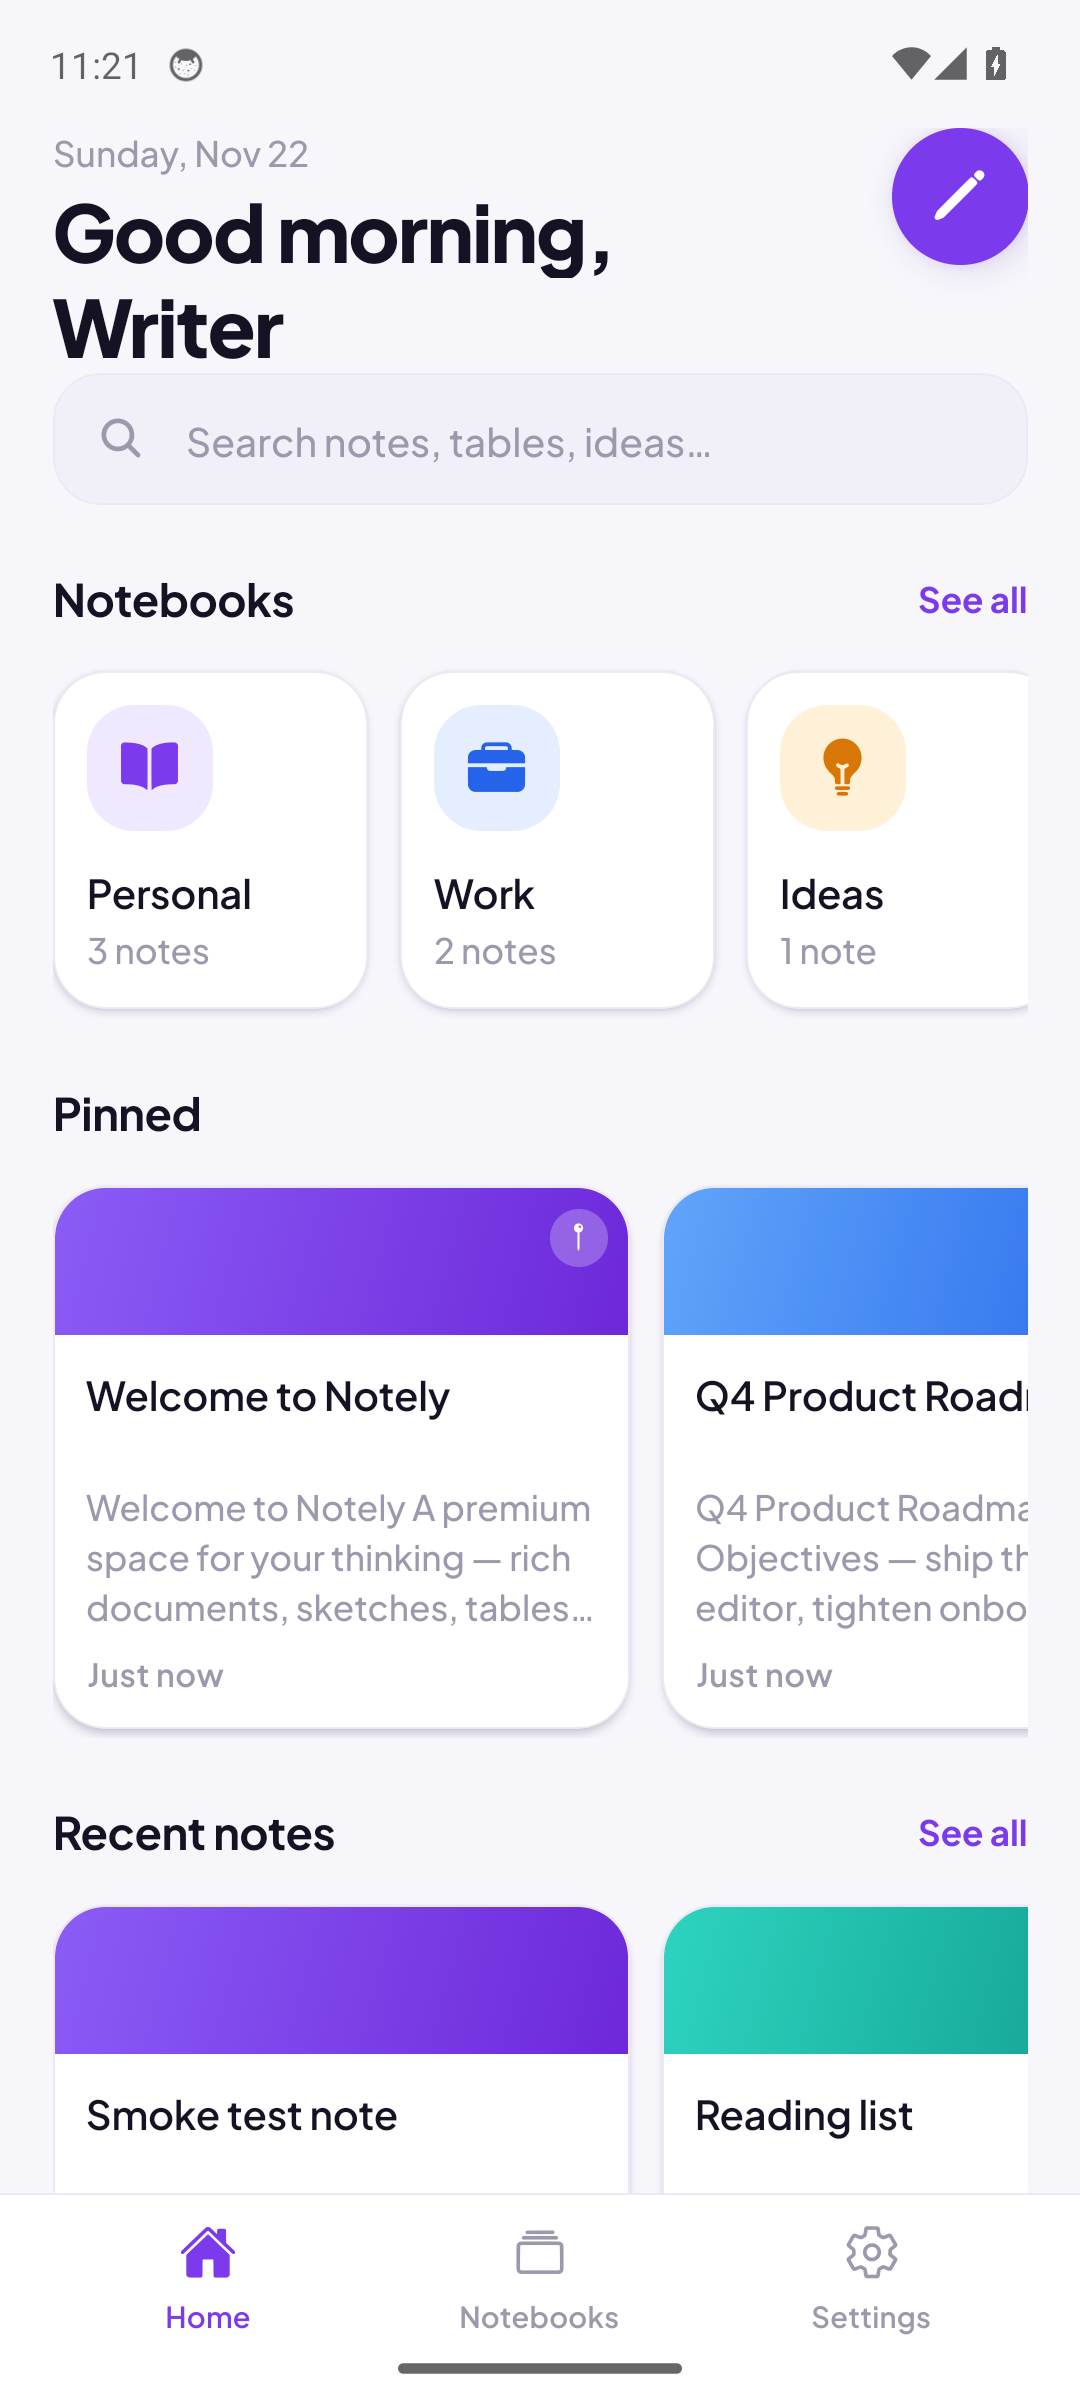 11:21
Sunday, Nov 22
Good morning,
Writer
Search notes, tables, ideas...
Notebooks
See all
Personal
3 notes
Work
2 notes
Ideas
1 note
Pinned
Welcome to Notely
Welcome to Notely A premium
space for your thinking — rich
documents, sketches, tables...
Just now
Q4 Product Roadm
Q4 Product Roadma
Objectives — ship th
editor, tighten onbo
Just now
Recent notes
See all
Smoke test note
Reading list
Home
Notebooks
Settings